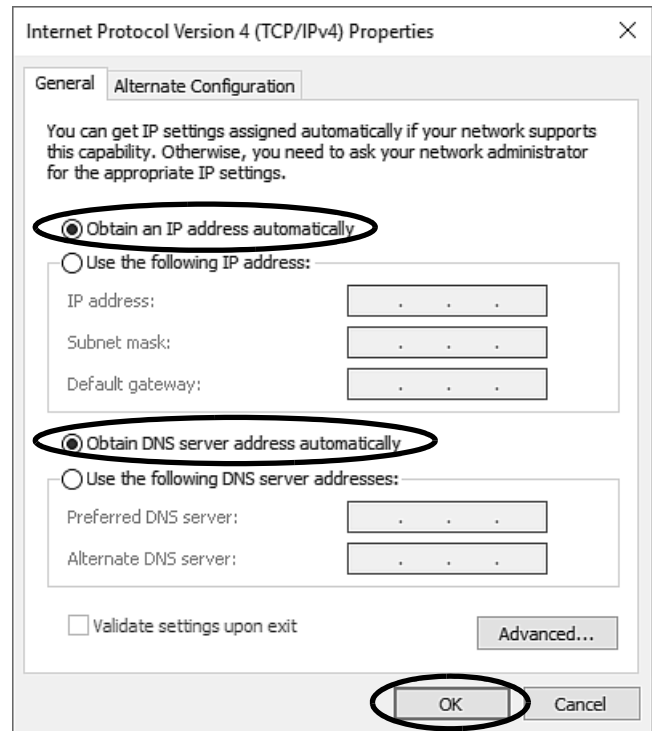 Internet Protocol Version 4 (TCP/IPv4) Properties
General
Alternate Configuration
You can get IP settings assigned automatically if your network supports
this capability. Otherwise, you need to ask your network administrator
for the appropriate IP settings.
Obtain an IP address automatically
Use the following IP address:
IP address:
Subnet mask:
Default gateway:
Obtain DNS server address automatically
Use the following DNS server addresses:
Preferred DNS server:
Alternate DNS server:
Validate settings upon exit
Advanced...
OK
Cancel